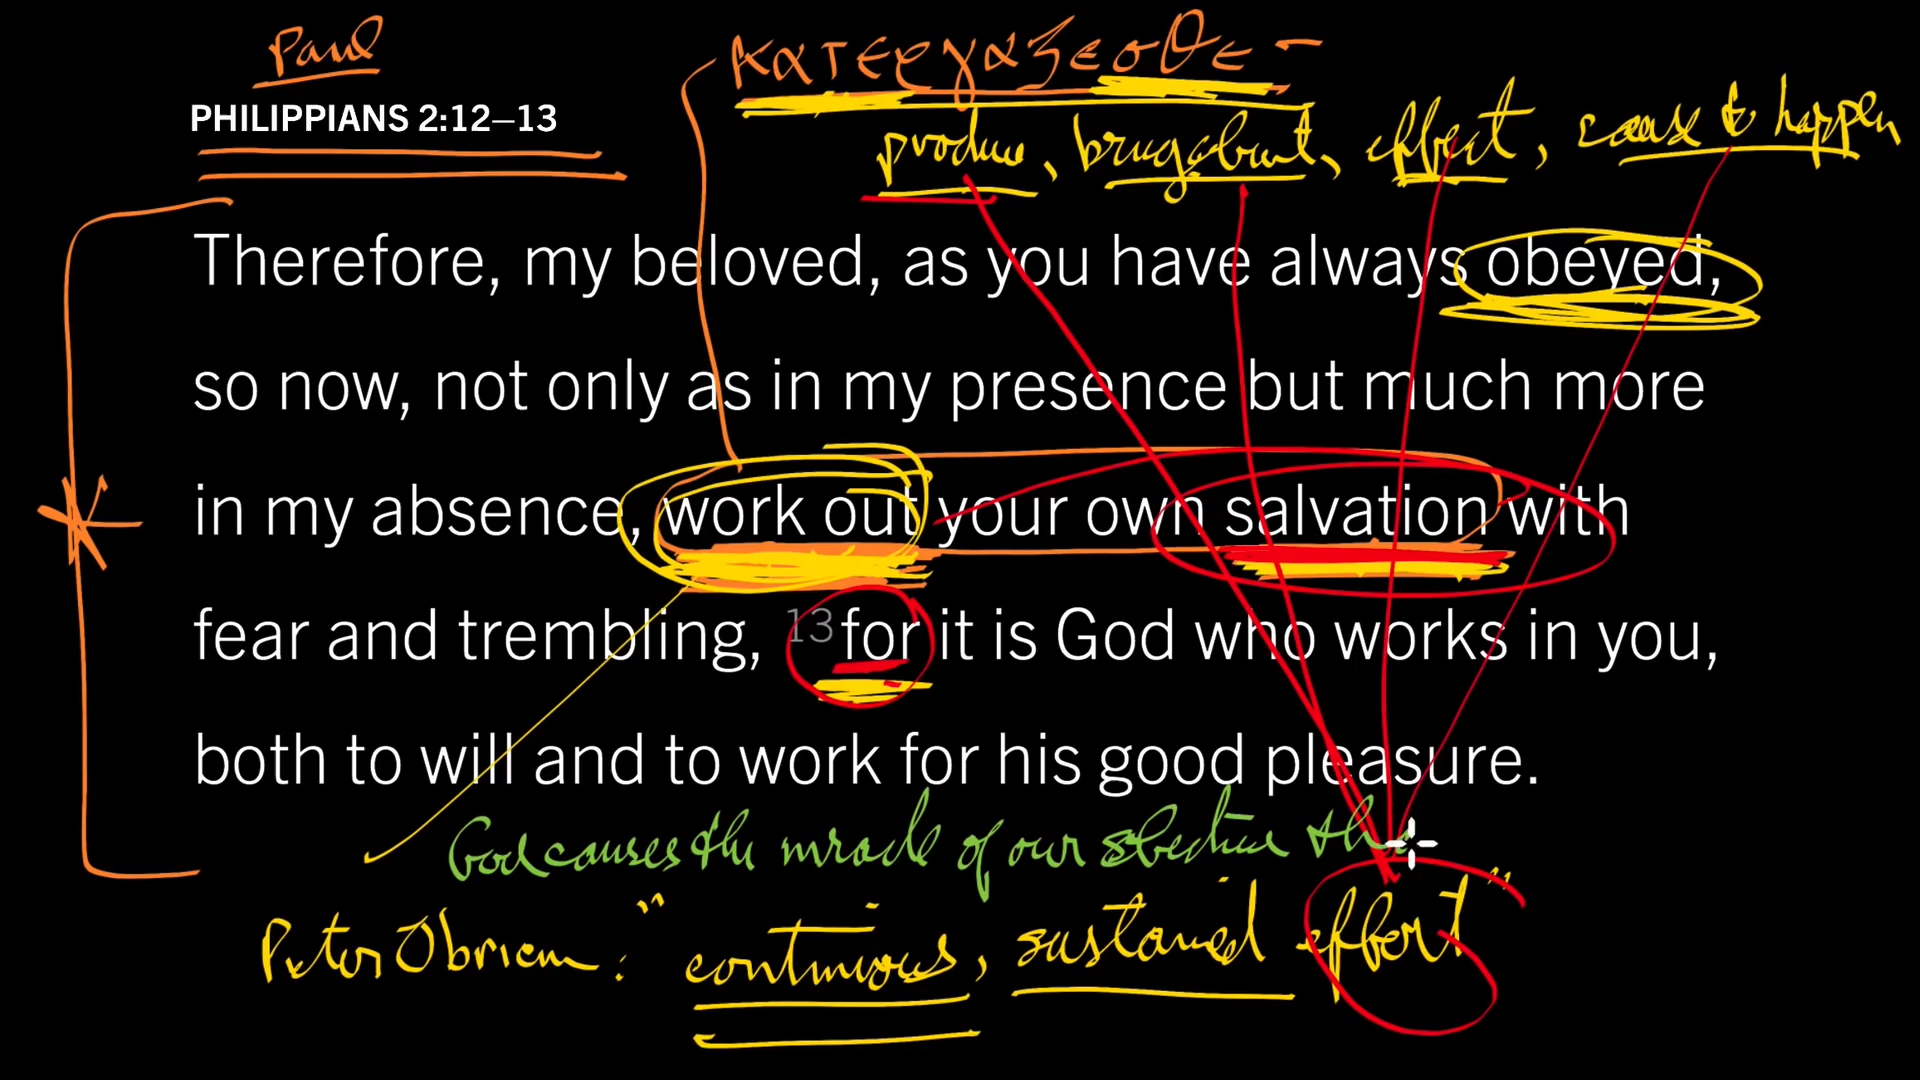 Paul
κατεργαζεσθε –
PHILIPPIANS 2:12–13
produce, bring about, effect, cause to happen
Therefore, my beloved, as you have always obeyed,
so now, not only as in my presence but much more
in my absence, work out your own salvation with
fear and trembling, 13 for it is God who works in you,
both to will and to work for his good pleasure.
God causes the miracle of our obedience th
Peter Obrien: "continuous, sustained effort"